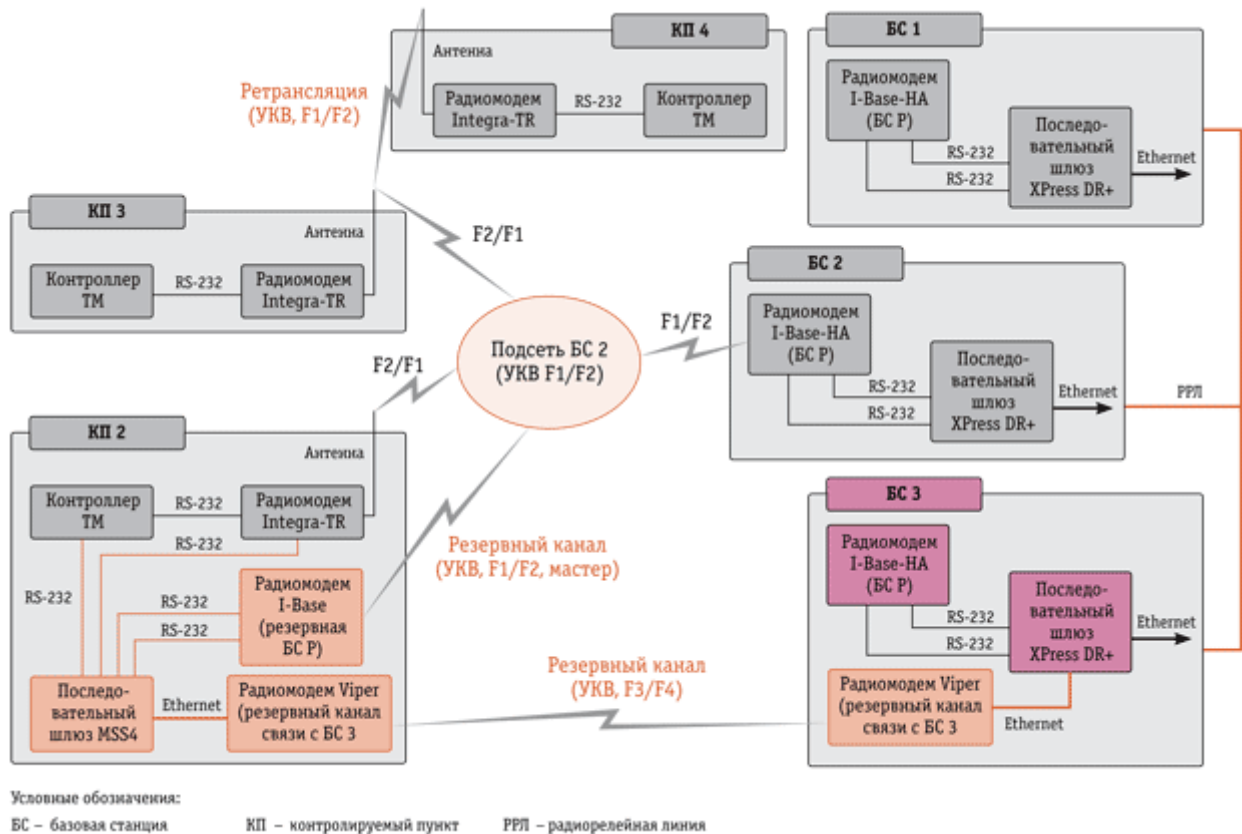 КП 4
Антенна
Ретрансляция
(УКВ, F1/F2)
Радиомодем
Integra-TR
RS-232
Контроллер
ТМ
БС 1
Радиомодем
I-Base-HA
(БС Р)
RS-232
RS-232
Последо-
вательный
шлюз
XPress DR+
Ethernet
КП 3
Антенна
Контроллер
ТМ
RS-232
Радиомодем
Integra-TR
F2/F1
Подсеть БС 2
(УКВ F1/F2)
F1/F2
F2/F1
БС 2
Радиомодем
I-Base-HA
(БС Р)
RS-232
RS-232
Последо-
вательный
шлюз
XPress DR+
Ethernet
РРЛ
КП 2
Антенна
Контроллер
ТМ
RS-232
Радиомодем
Integra-TR
RS-232
RS-232
RS-232
RS-232
Радиомодем
I-Base
(резервная
БС Р)
Последо-
вательный
шлюз MSS4
Ethernet
Радиомодем Viper
(резервный канал
связи с БС 3
Резервный канал
(УКВ, F1/F2, мастер)
Резервный канал
(УКВ, F3/F4)
БС 3
Радиомодем
I-Base-HA
(БС Р)
RS-232
RS-232
Последо-
вательный
шлюз
XPress DR+
Ethernet
Радиомодем Viper
(резервный канал
связи с БС 3
Ethernet
Условные обозначения:
БС – базовая станция КП – контролируемый пункт РРЛ – радиорелейная линия